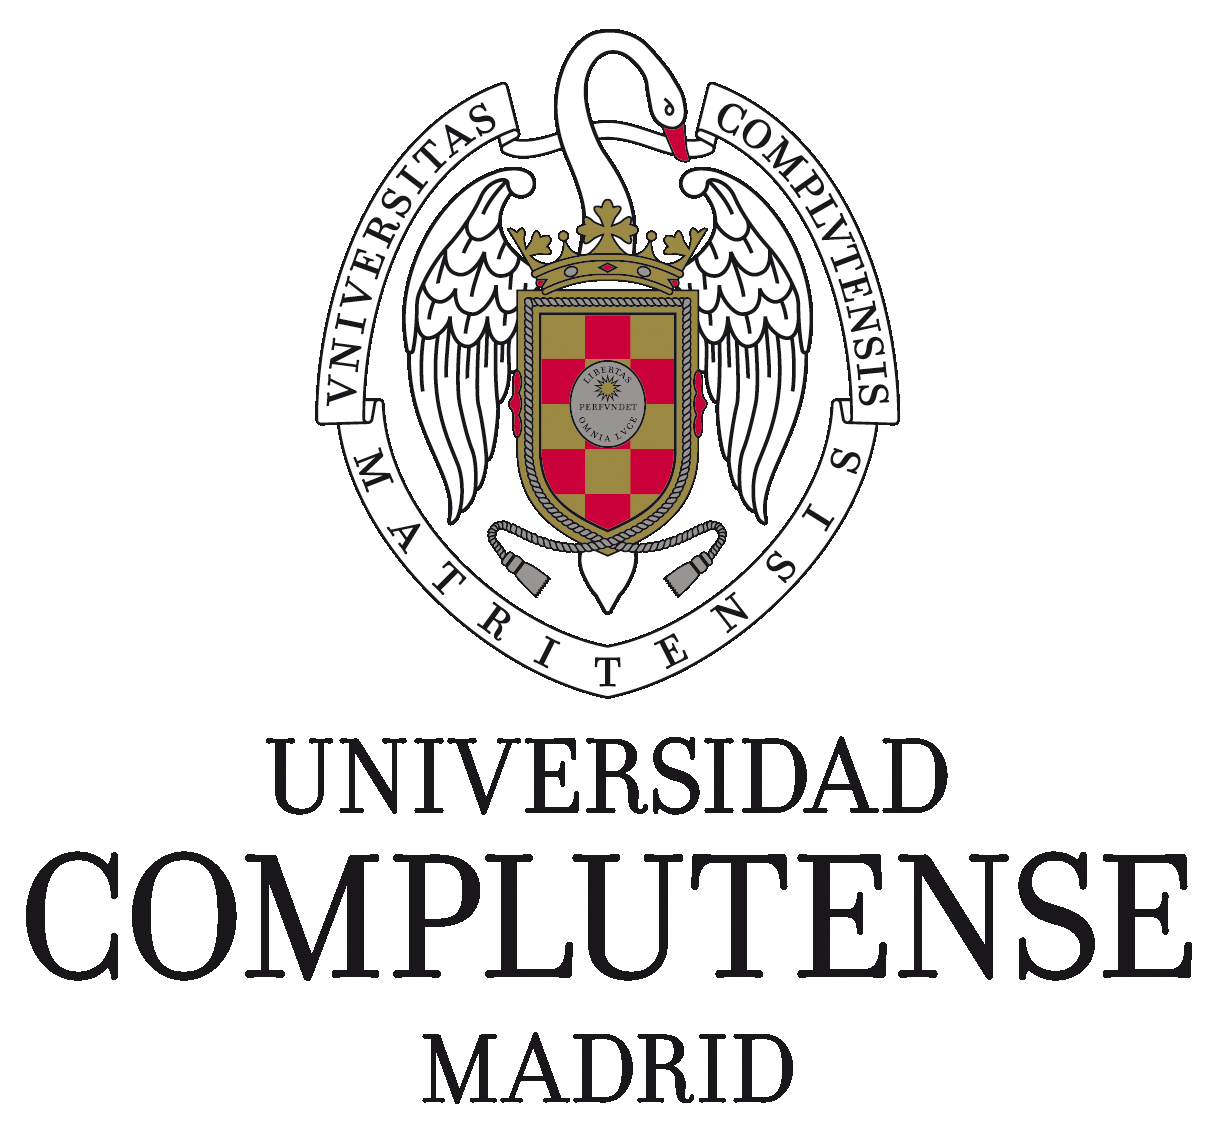 VNIVERSITAS
COMPLVTENSIS
MATRITENSIS
LIBERTAS
PERFVNDET
OMNIA LVCE
UNIVERSIDAD
COMPLUTENSE
MADRID